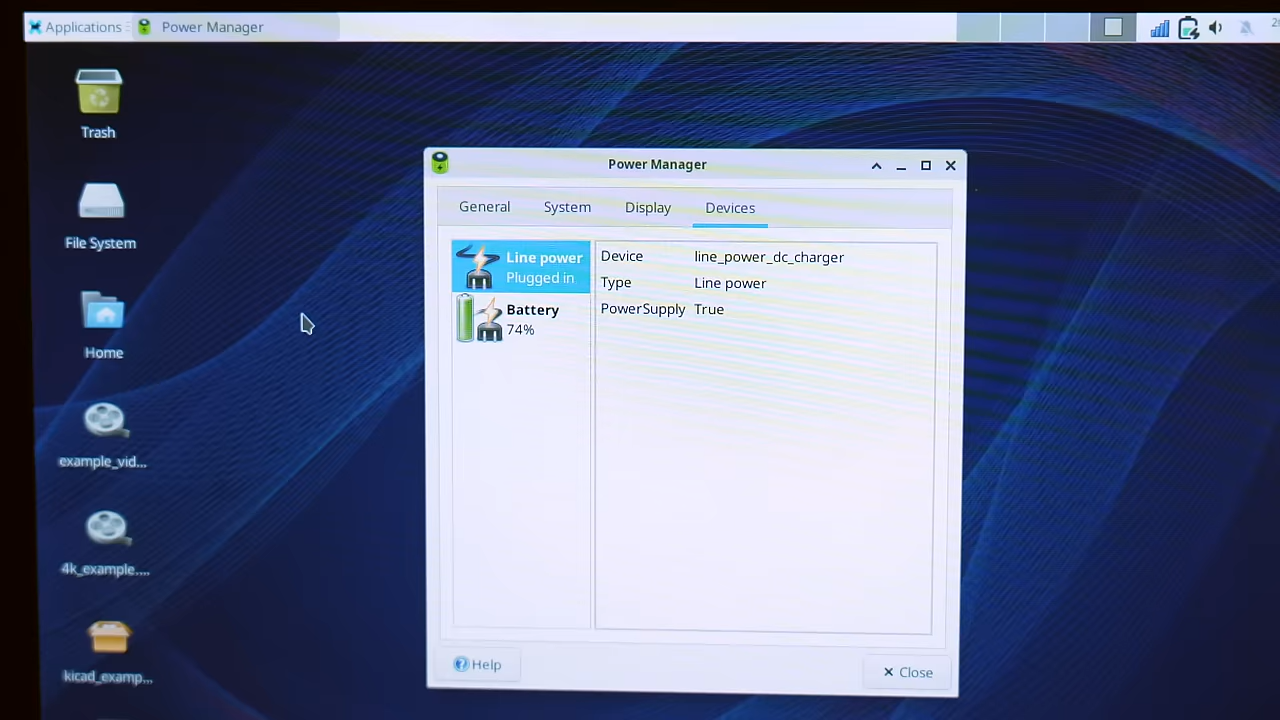 Applications
Power Manager
Trash
File System
Home
example_vid...
4k_example....
kicad_examp...
Power Manager
General
System
Display
Devices
Line power
Plugged in
Battery
74%
Device line_power_dc_charger
Type Line power
PowerSupply True
Help
Close